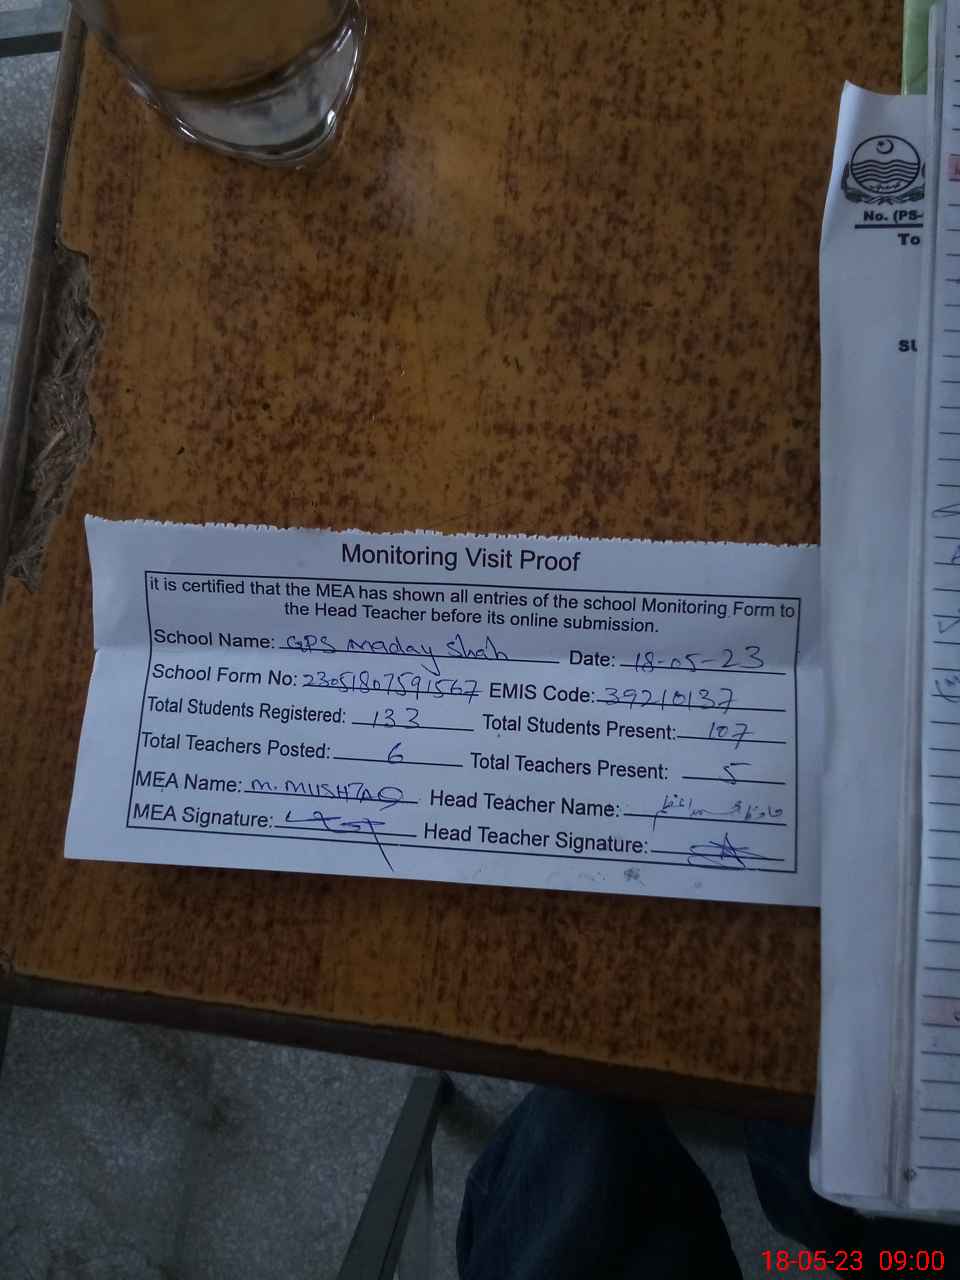 No. (PS-
To
SU
Monitoring Visit Proof
it is certified that the MEA has shown all entries of the school Monitoring Form to
the Head Teacher before its online submission.
School Name: GPS maday Shah Date: 18-05-23
School Form No: 23051807591567 EMIS Code: 39210137
Total Students Registered: 133 Total Students Present: 107
Total Teachers Posted: 6 Total Teachers Present: 5
MEA Name: M. MUSHTAQ Head Teacher Name:
MEA Signature: Head Teacher Signature:
18-05-23 09:00